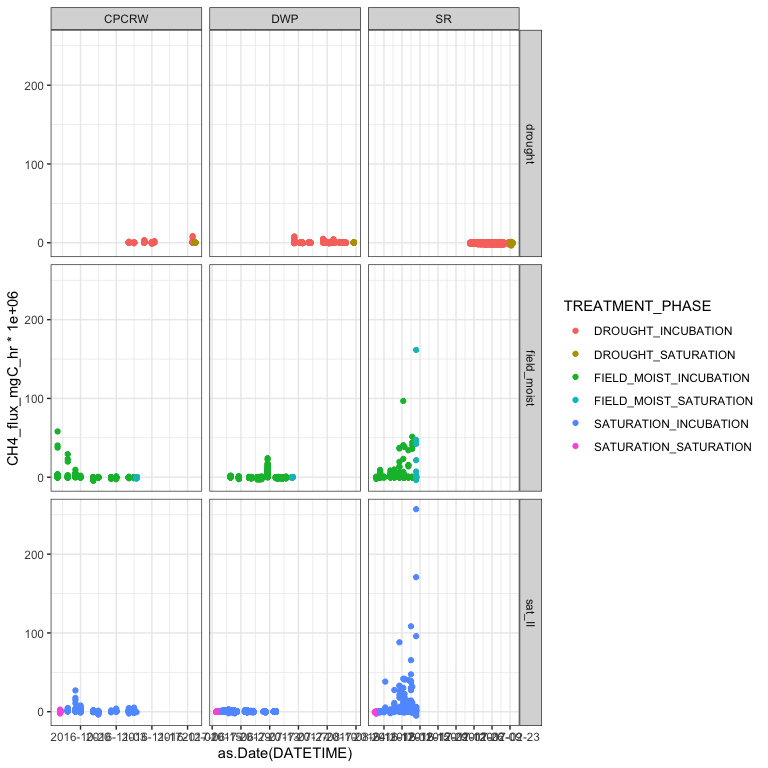 CPCRW DWP SR
200
100
0
drought
200
100
0
field_moist
200
100
0
sat_II
CH4_flux_mgC_hr * 1e+06
as.Date(DATETIME)
TREATMENT_PHASE
DROUGHT_INCUBATION
DROUGHT_SATURATION
FIELD_MOIST_INCUBATION
FIELD_MOIST_SATURATION
SATURATION_INCUBATION
SATURATION_SATURATION